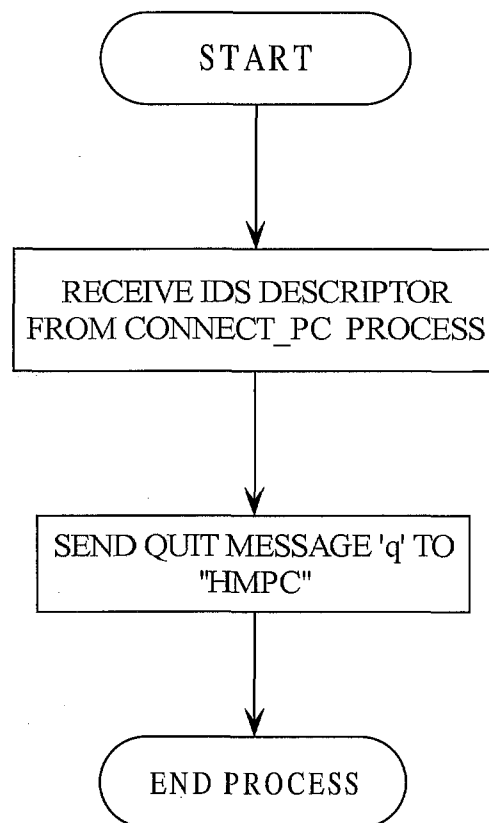 START
RECEIVE IDS DESCRIPTOR
FROM CONNECT_PC PROCESS
SEND QUIT MESSAGE 'q' TO
"HMPC"
END PROCESS